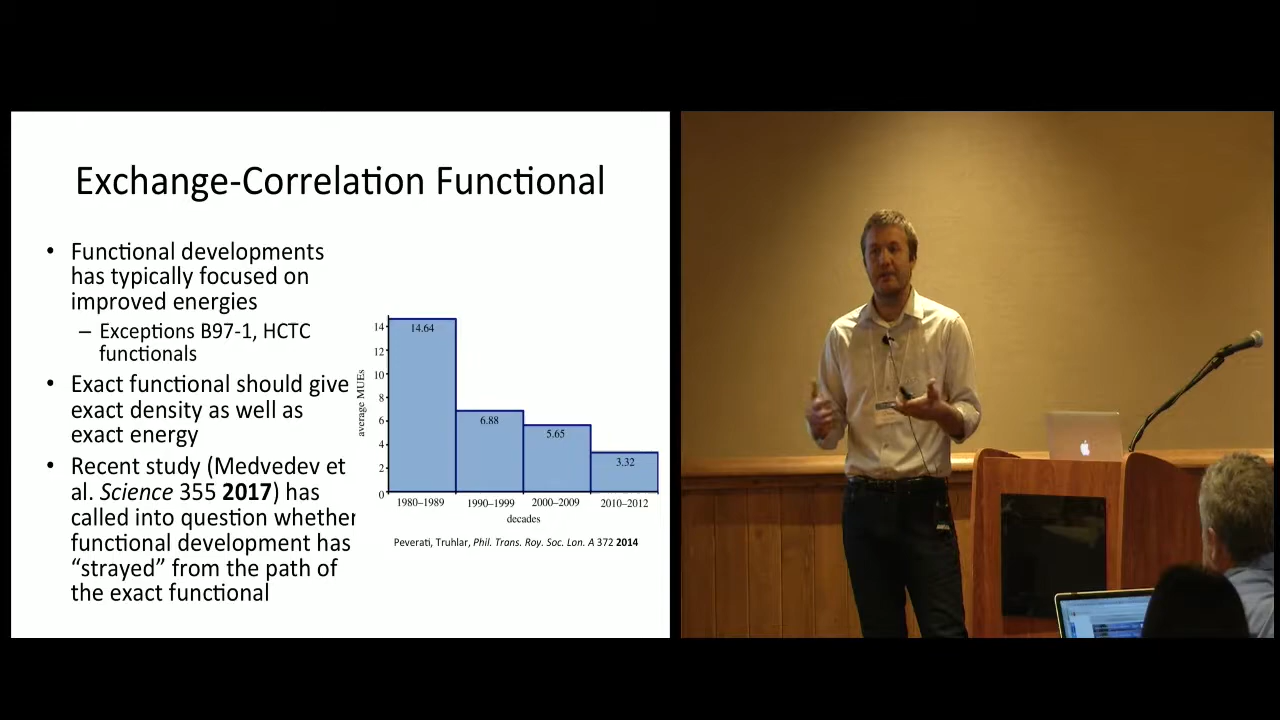 Exchange-Correlation Functional
• Functional developments
has typically focused on
improved energies
– Exceptions B97-1, HCTC
functionals
• Exact functional should give
exact density as well as
exact energy
• Recent study (Medvedev et
al. Science 355 2017) has
called into question whether
functional development has
“strayed” from the path of
the exact functional
average MUEs
14
12
10
8
6
4
2
0
14.64
6.88
5.65
3.32
1980–1989
1990–1999
2000–2009
2010–2012
decades
Peverati, Truhlar, Phil. Trans. Roy. Soc. Lon. A 372 2014